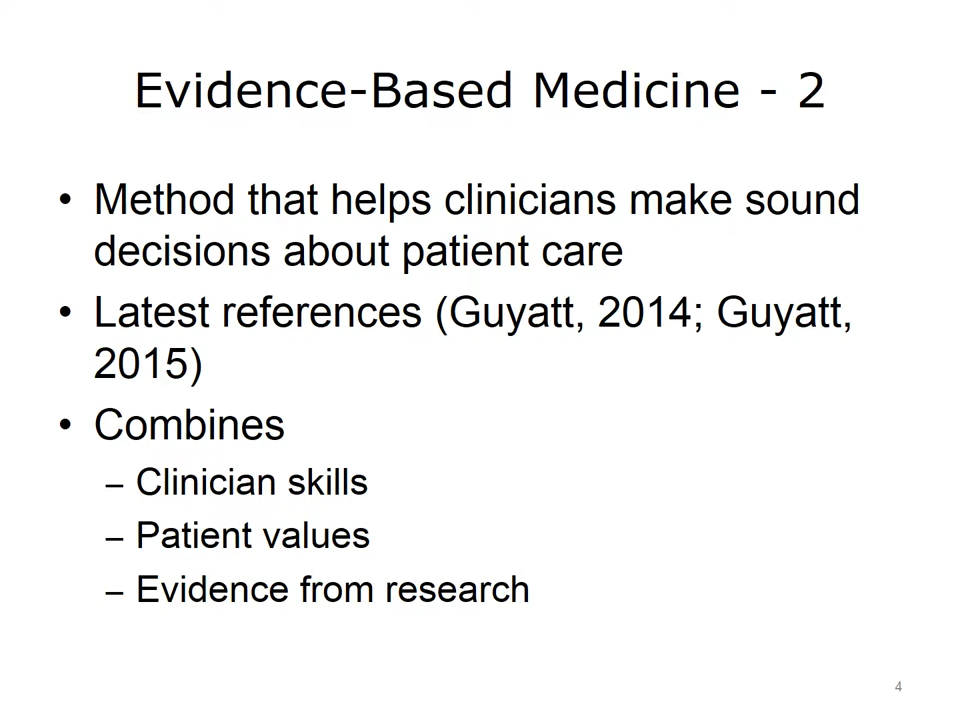 Evidence-Based Medicine - 2
• Method that helps clinicians make sound
decisions about patient care
• Latest references (Guyatt, 2014; Guyatt,
2015)
• Combines
– Clinician skills
– Patient values
– Evidence from research
4